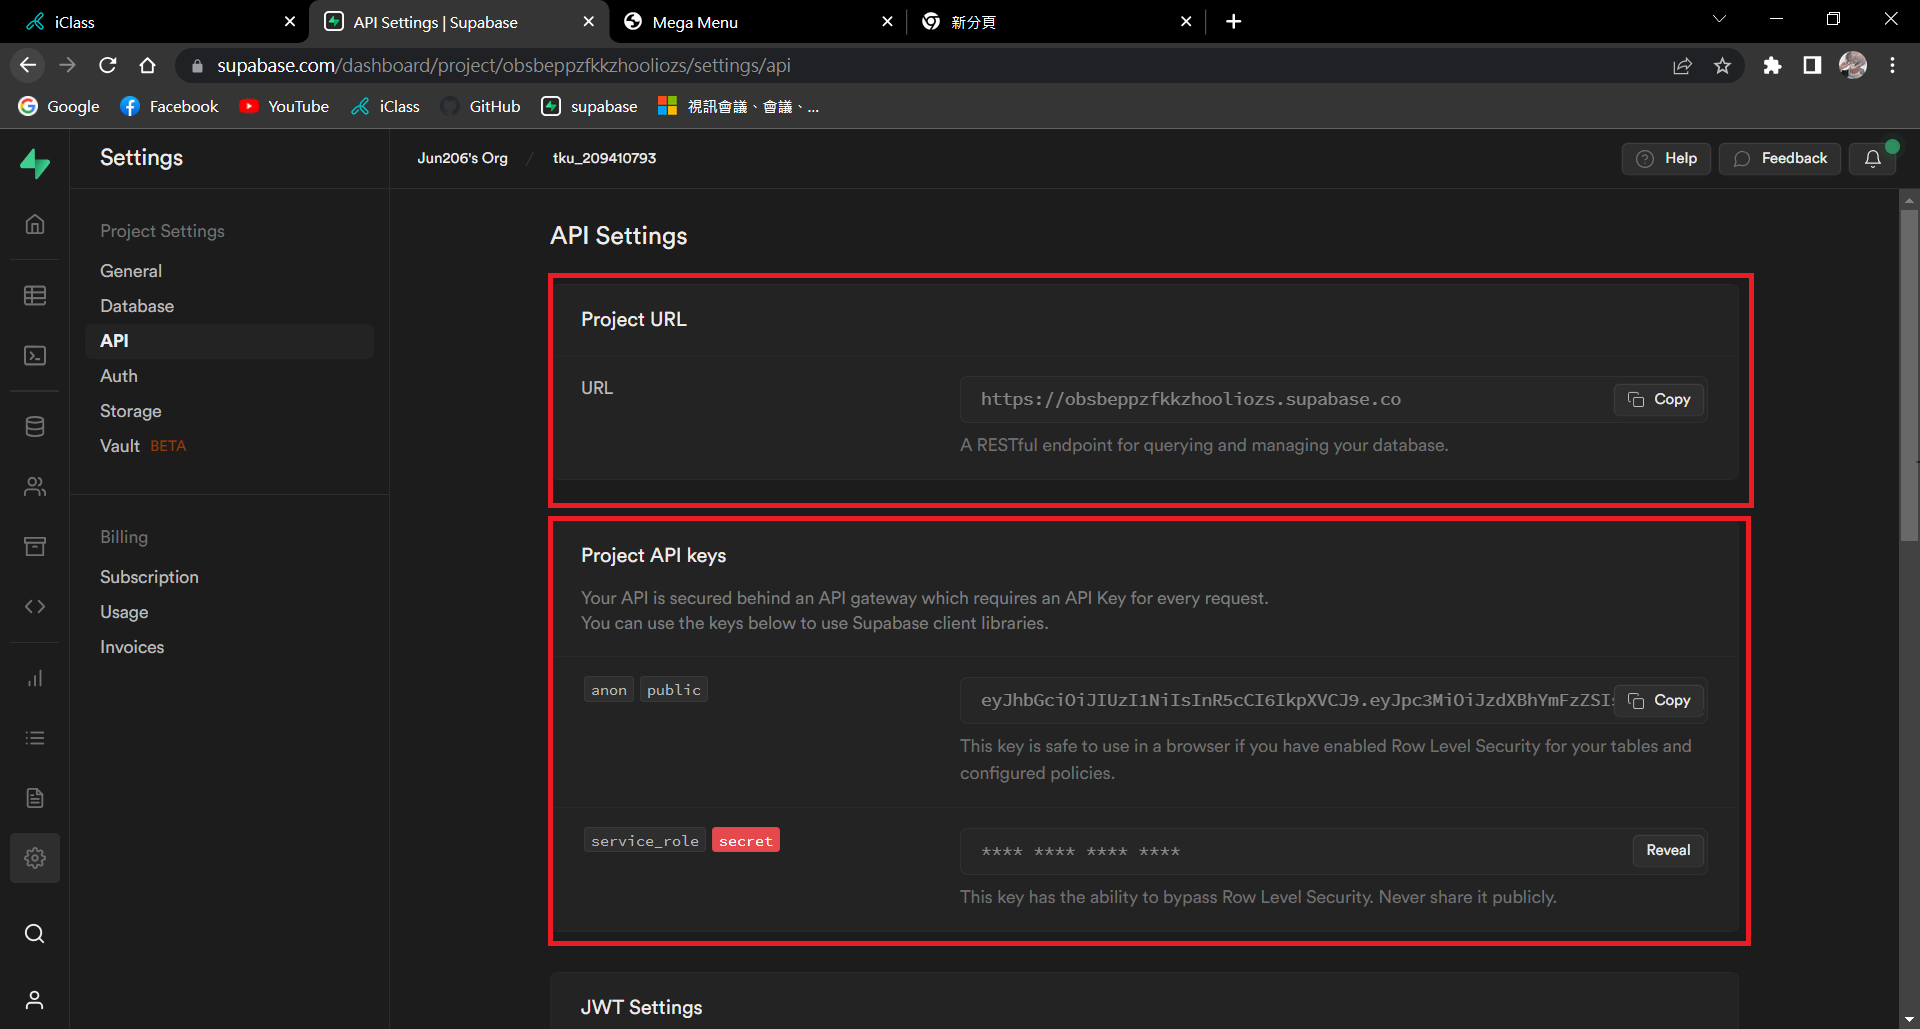 iClass
API Settings | Supabase
Mega Menu
新分頁
supabase.com/dashboard/project/obsbeppzfkkzhooliozs/settings/api
Google
Facebook
YouTube
iClass
GitHub
supabase
視訊會議、會議、...
Settings
Jun206's Org / tku_209410793
Help
Feedback
Project Settings
General
Database
API
Auth
Storage
Vault BETA
Billing
Subscription
Usage
Invoices
API Settings
Project URL
URL
https://obsbeppzfkkzhooliozs.supabase.co
Copy
A RESTful endpoint for querying and managing your database.
Project API keys
Your API is secured behind an API gateway which requires an API Key for every request.
You can use the keys below to use Supabase client libraries.
anon public
eyJhbGciOiJIUzI1NiIsInR5cCI6IkpXVCJ9.eyJpc3MiOiJzdXBhYmFzZSIs
Copy
This key is safe to use in a browser if you have enabled Row Level Security for your tables and
configured policies.
service_role secret
**** **** **** ****
Reveal
This key has the ability to bypass Row Level Security. Never share it publicly.
JWT Settings